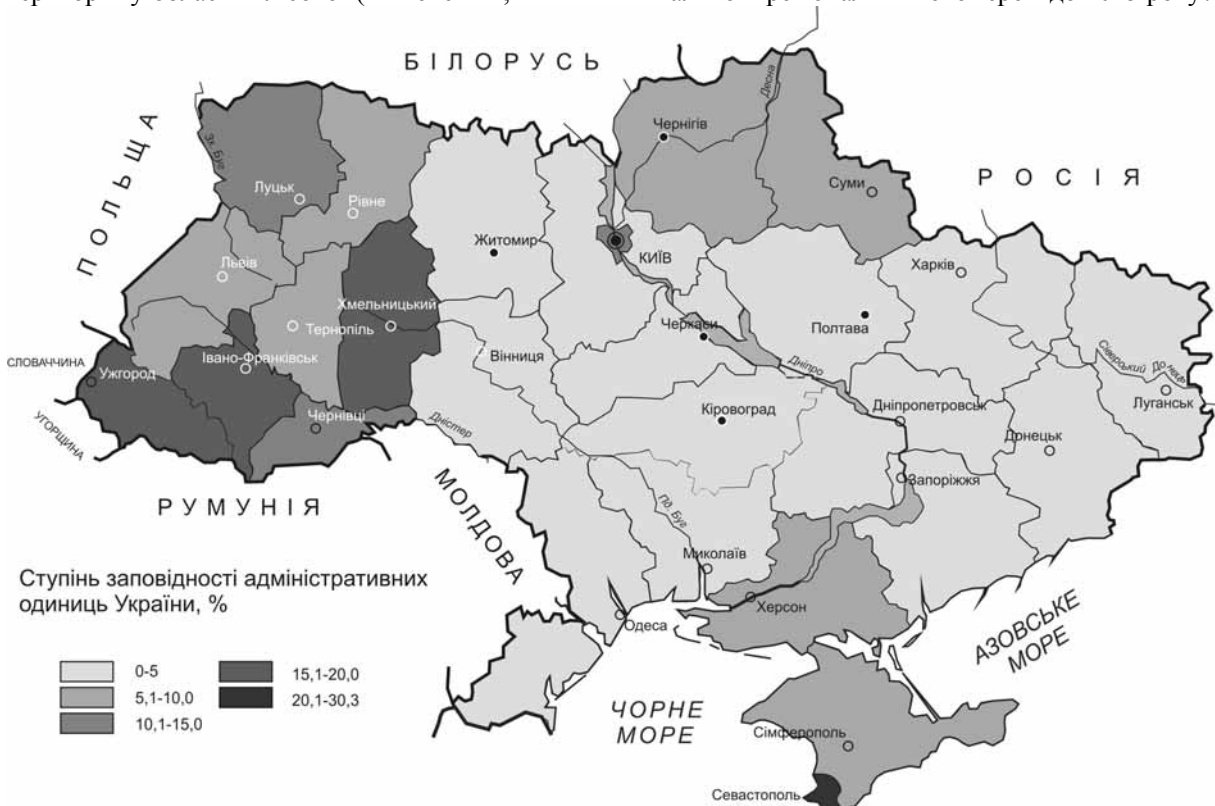 БІЛОРУСЬ
ПОЛЬЩА
РОСІЯ
Десна
Чернігів
Зх. Буг
Луцьк
Рівне
Суми
Житомир
КИЇВ
Харків
Львів
Хмельницький
Тернопіль
Черкаси
Полтава
СЛОВАЧЧИНА
Ужгород
Івано-Франківськ
Вінниця
Дніпро
Сіверський Донець
Луганськ
УГОРЩИНА
Чернівці
Дністер
Кіровоград
Дніпропетровськ
Донецьк
РУМУНІЯ
МОЛДОВА
Пд. Буг
Запоріжжя
Миколаїв
Херсон
Одеса
АЗОВСЬКЕ
МОРЕ
Ступінь заповідності адміністративних
одиниць України, %
0-5
5,1-10,0
10,1-15,0
15,1-20,0
20,1-30,3
ЧОРНЕ
МОРЕ
Сімферополь
Севастополь